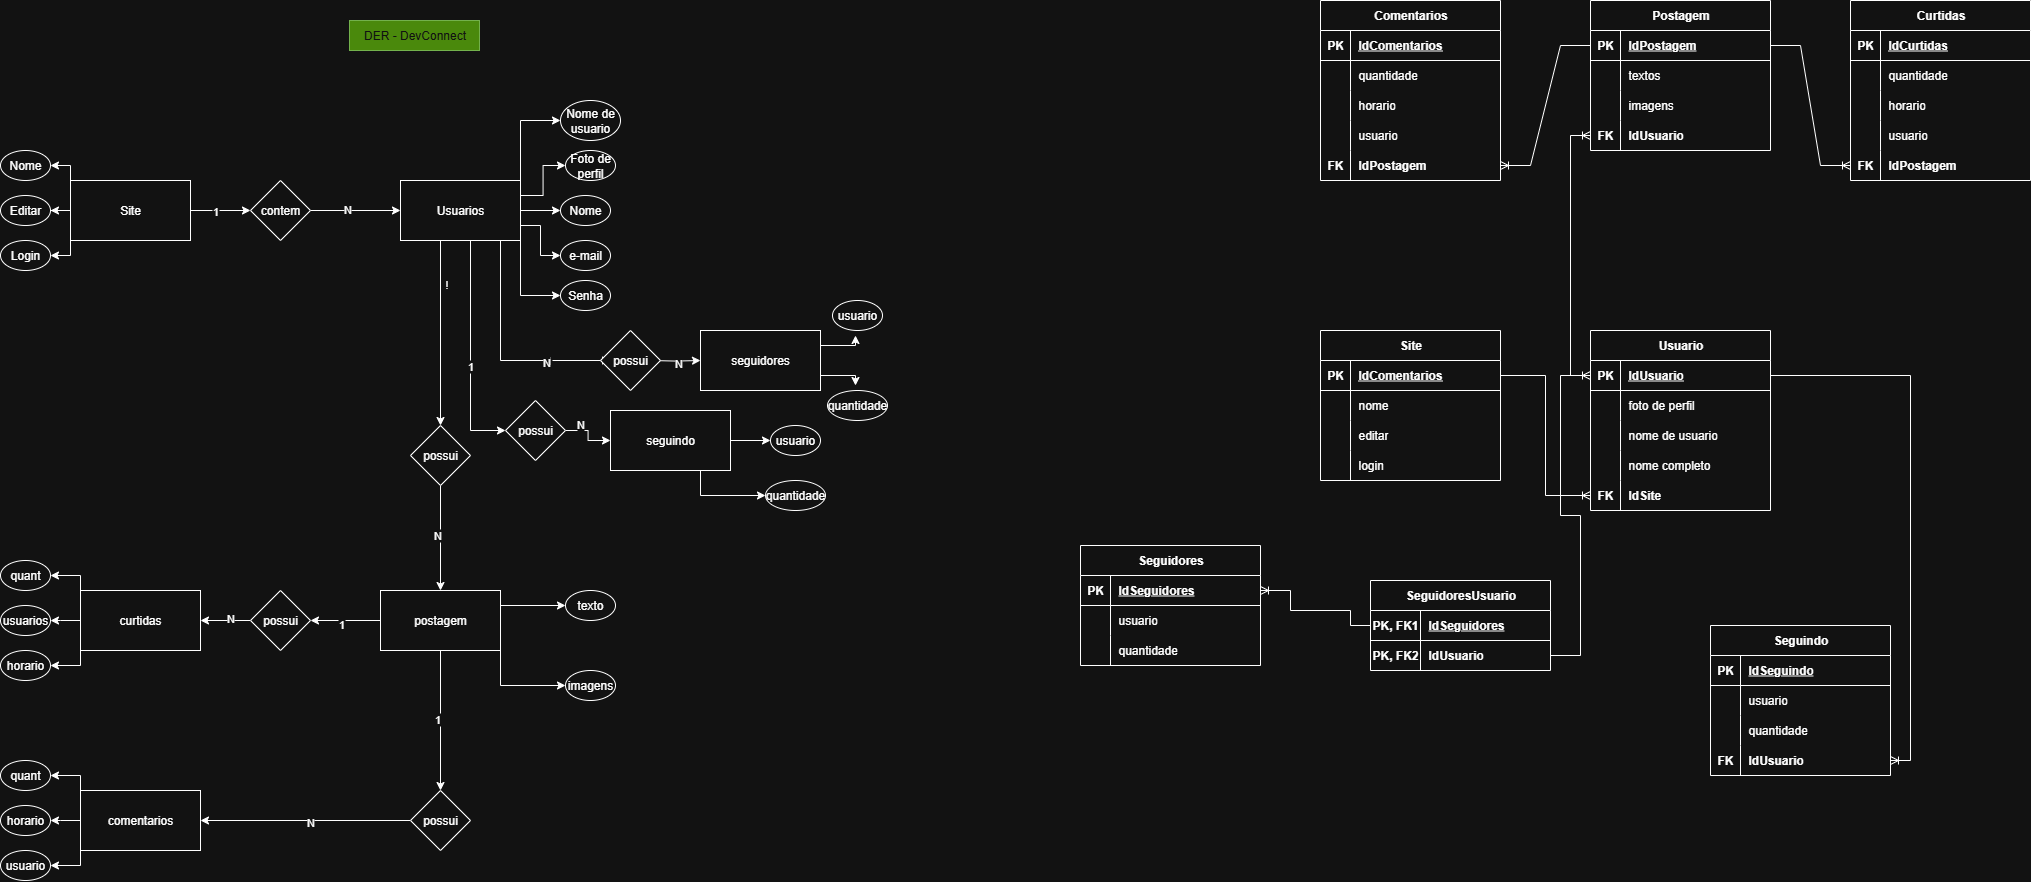 DER - DevConnect
Nome de
usuario
Foto de
perfil
Nome
Editar
Login
Site
1
contem
N
Usuarios
Nome
e-mail
Senha
!
1
N
possui
N
seguidores
usuario
quantidade
possui
N
seguindo
usuario
quantidade
possui
N
quant
usuarios
horario
curtidas
N
possui
1
postagem
texto
imagens
1
quant
horario
usuario
comentarios
N
possui
Comentarios
PK IdComentarios
quantidade
horario
usuario
FK IdPostagem
Postagem
PK IdPostagem
textos
imagens
FK IdUsuario
Curtidas
PK IdCurtidas
quantidade
horario
usuario
FK IdPostagem
Site
PK IdComentarios
nome
editar
login
Usuario
PK IdUsuario
foto de perfil
nome de usuario
nome completo
FK IdSite
Seguidores
PK IdSeguidores
usuario
quantidade
SeguidoresUsuario
PK, FK1 IdSeguidores
PK, FK2 IdUsuario
Seguindo
PK IdSeguindo
usuario
quantidade
FK IdUsuario